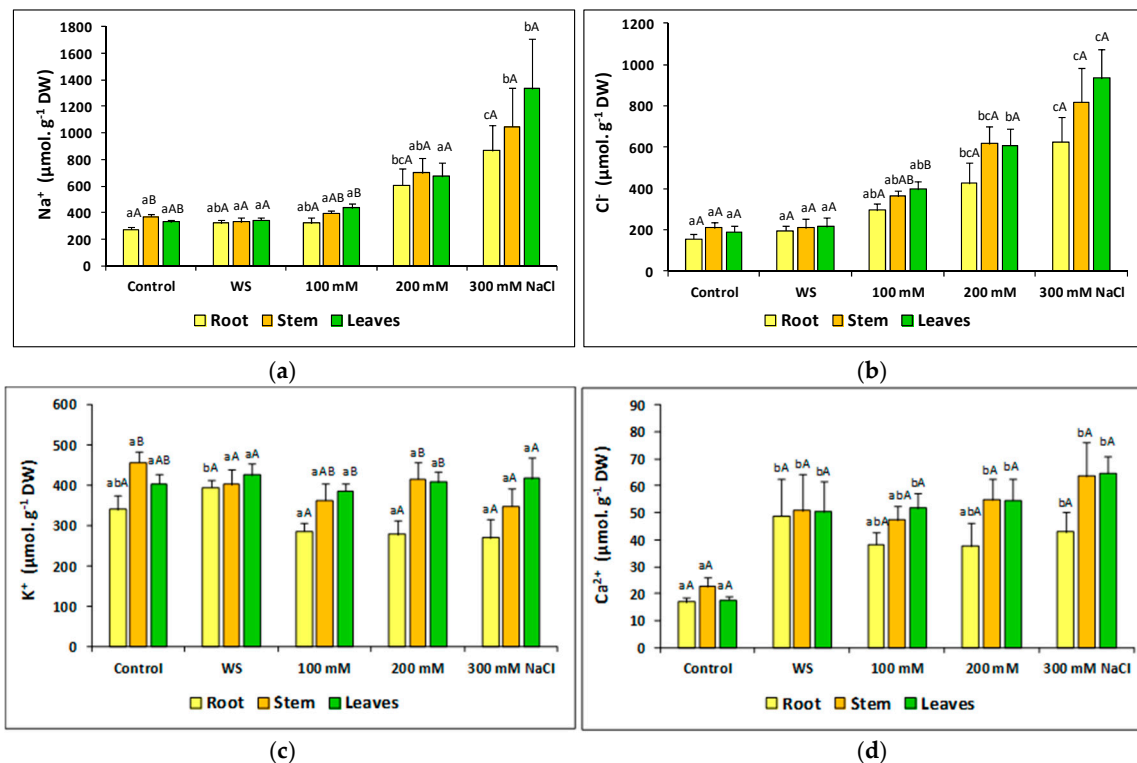 1800
1600
1400
1200
1000
800
600
400
200
0
Na⁺ (µmol. g⁻¹ DW)
aA aB aAB
abA aA aA
abA aAB aB
bcA abA aA
cA bA bA
Control WS 100 mM 200 mM 300 mM NaCl
Root Stem Leaves
(a)
1200
1000
800
600
400
200
0
Cl⁻ (µmol. g⁻¹ DW)
aA aA aA
aA aA aA
abA abAB abB
bcA bcA bA
cA cA cA
Control WS 100 mM 200 mM 300 mM NaCl
Root Stem Leaves
(b)
600
500
400
300
200
100
0
K⁺ (µmol. g⁻¹ DW)
abA aB aAB
bA aA aA
aA aAB aB
aA aB aB
aA aA aA
Control WS 100 mM 200 mM 300 mM NaCl
Root Stem Leaves
(c)
90
80
70
60
50
40
30
20
10
0
Ca²⁺ (µmol. g⁻¹ DW)
aA aA aA
bA bA bA
abA abA bA
abA bA bA
bA bA bA
Control WS 100 mM 200 mM 300 mM NaCl
Root Stem Leaves
(d)